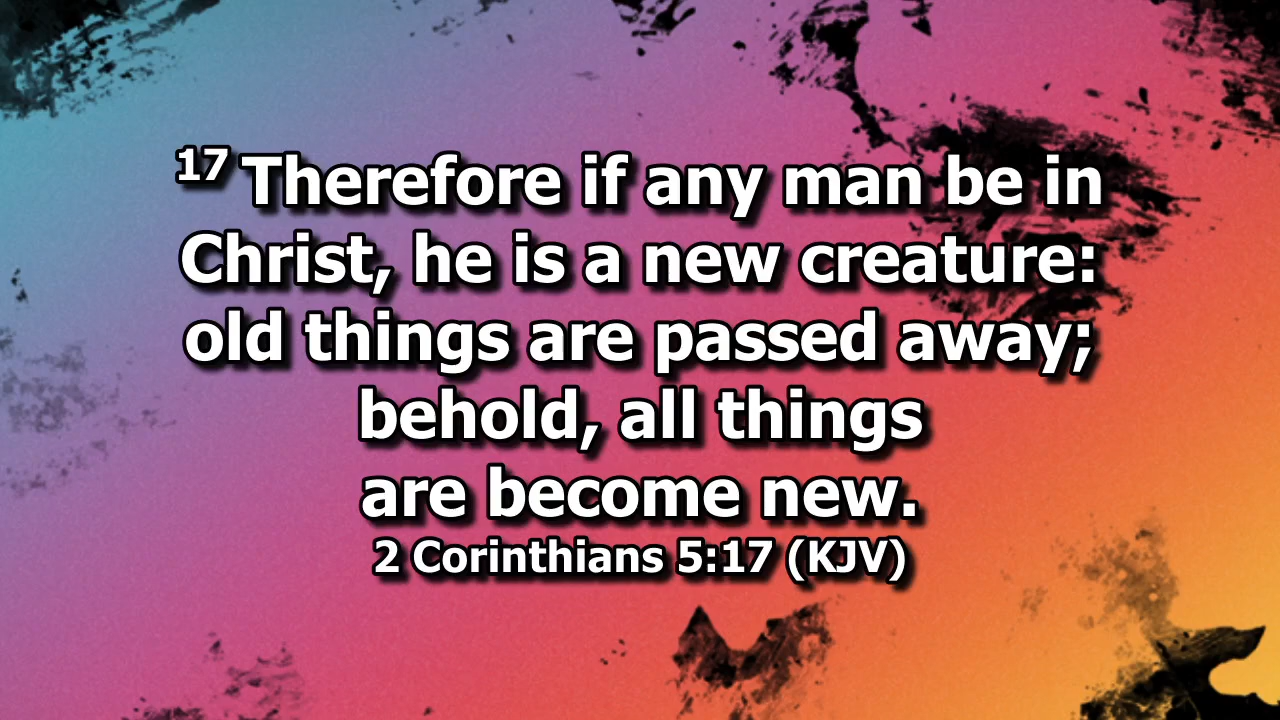 17 Therefore if any man be in
Christ, he is a new creature:
old things are passed away;
behold, all things
are become new.
2 Corinthians 5:17 (KJV)